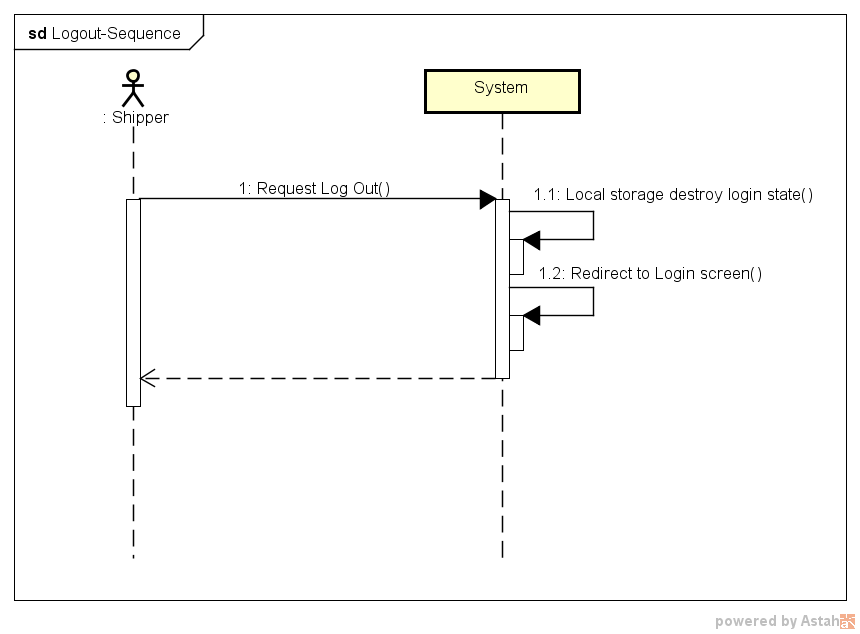 sd Logout-Sequence
System
: Shipper
1: Request Log Out()
1.1: Local storage destroy login state()
1.2: Redirect to Login screen()
powered by Astah